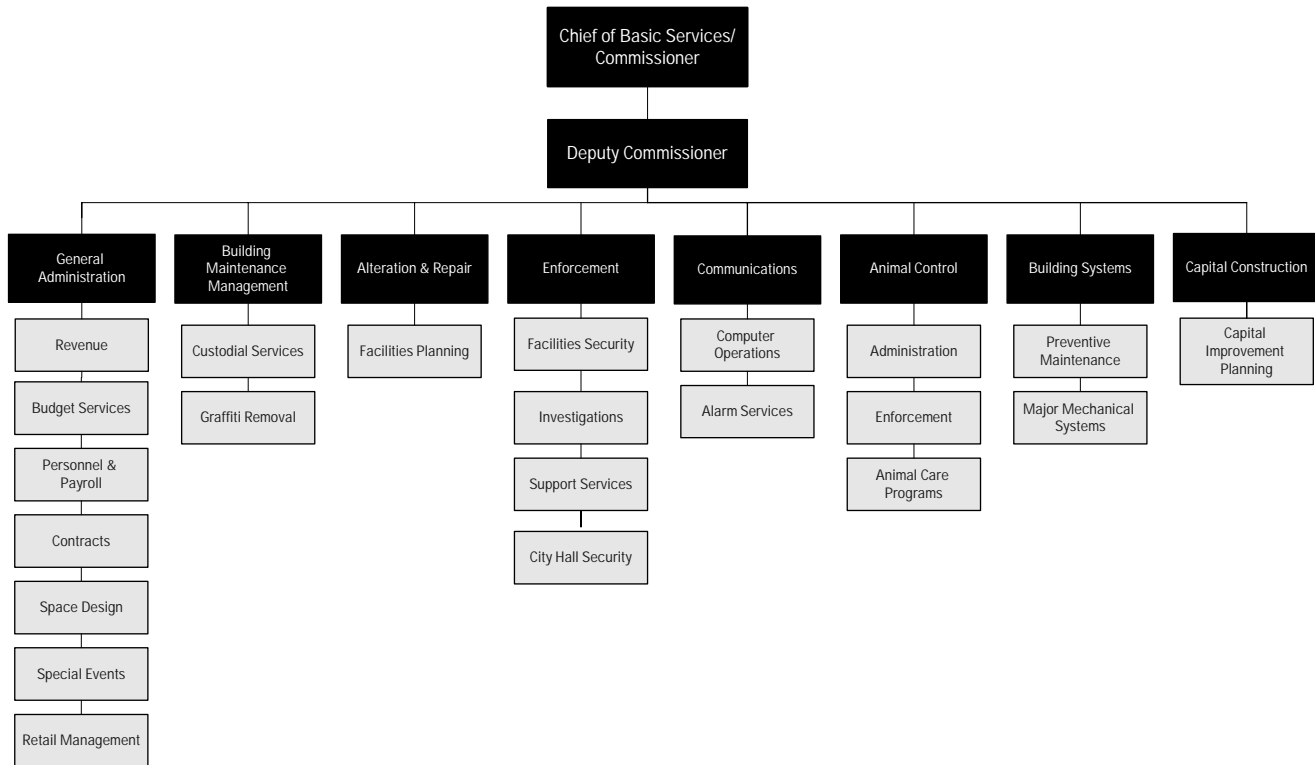 Chief of Basic Services/
Commissioner
Deputy Commissioner
General
Administration
Building
Maintenance
Management
Alteration & Repair
Enforcement
Communications
Animal Control
Building Systems
Capital Construction
Revenue
Budget Services
Personnel &
Payroll
Contracts
Space Design
Special Events
Retail Management
Custodial Services
Graffiti Removal
Facilities Planning
Facilities Security
Investigations
Support Services
City Hall Security
Computer
Operations
Alarm Services
Administration
Enforcement
Animal Care
Programs
Preventive
Maintenance
Major Mechanical
Systems
Capital
Improvement
Planning